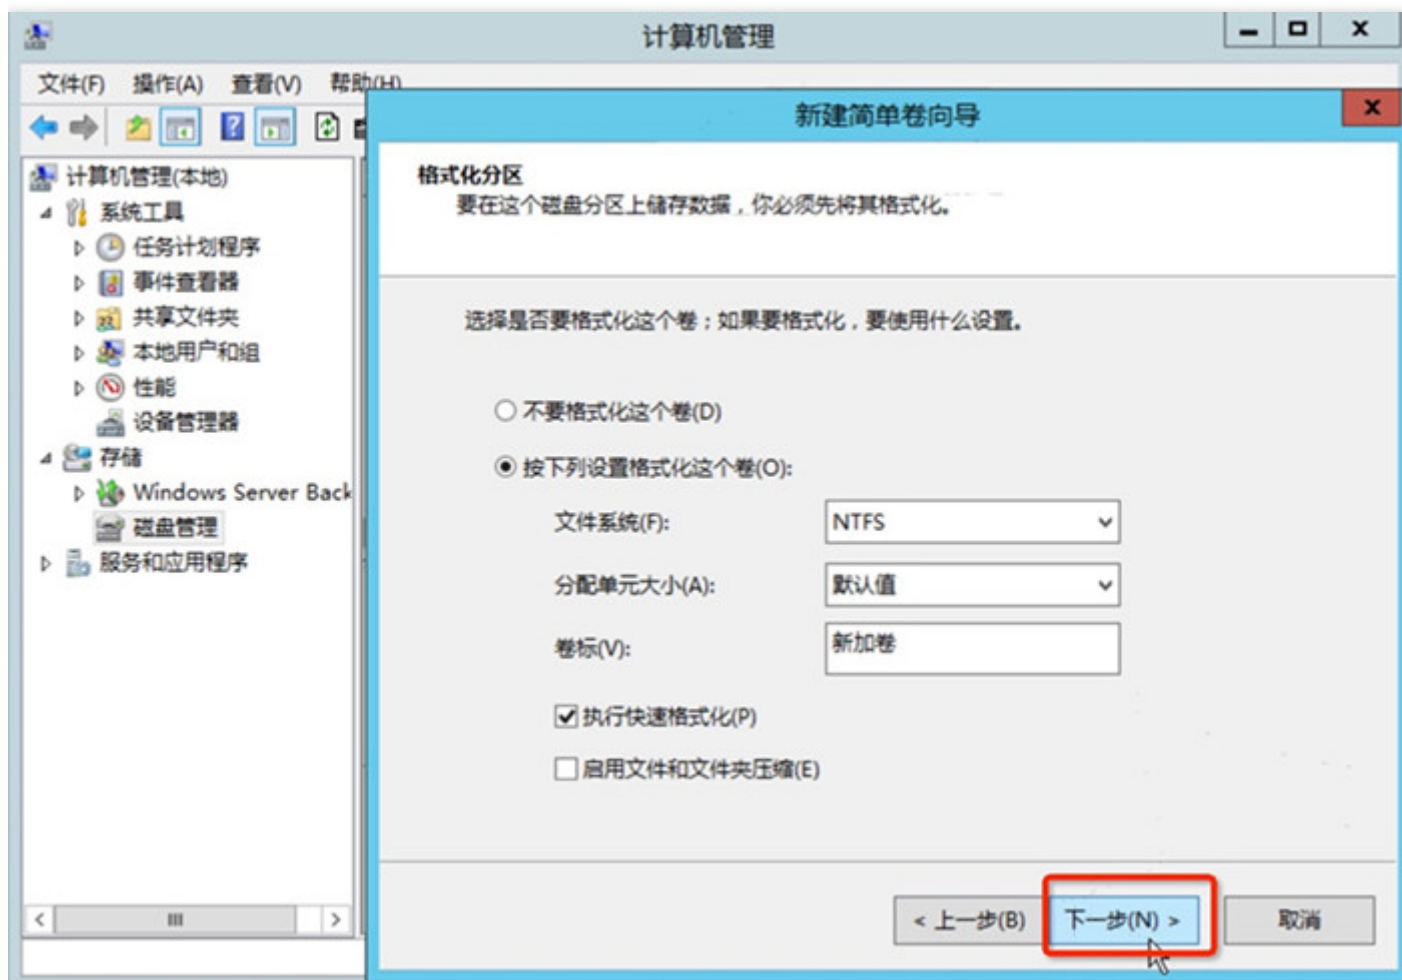 计算机管理
文件(F) 操作(A) 查看(V) 帮助(H)
新建简单卷向导
计算机管理(本地)
系统工具
任务计划程序
事件查看器
共享文件夹
本地用户和组
性能
设备管理器
存储
Windows Server Back
磁盘管理
服务和应用程序
格式化分区
要在这个磁盘分区上储存数据，你必须先将其格式化。
选择是否要格式化这个卷；如果要格式化，要使用什么设置。
不要格式化这个卷(D)
按下列设置格式化这个卷(O):
文件系统(F): NTFS
分配单元大小(A): 默认值
卷标(V): 新加卷
执行快速格式化(P)
启用文件和文件夹压缩(E)
< 上一步(B) 下一步(N) > 取消